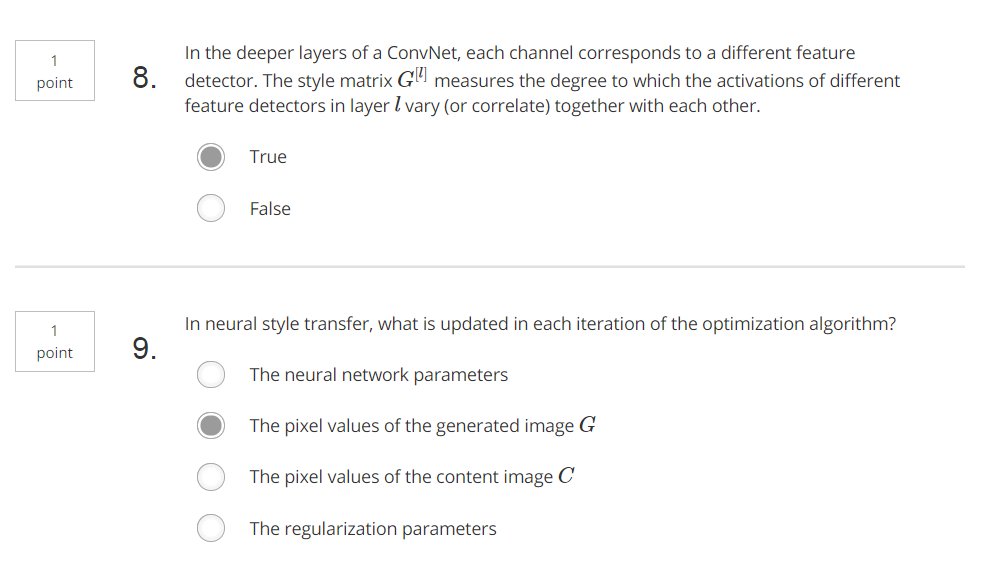 1
point
8.
In the deeper layers of a ConvNet, each channel corresponds to a different feature
detector. The style matrix G[l] measures the degree to which the activations of different
feature detectors in layer l vary (or correlate) together with each other.
True
False
1
point
9.
In neural style transfer, what is updated in each iteration of the optimization algorithm?
The neural network parameters
The pixel values of the generated image G
The pixel values of the content image C
The regularization parameters